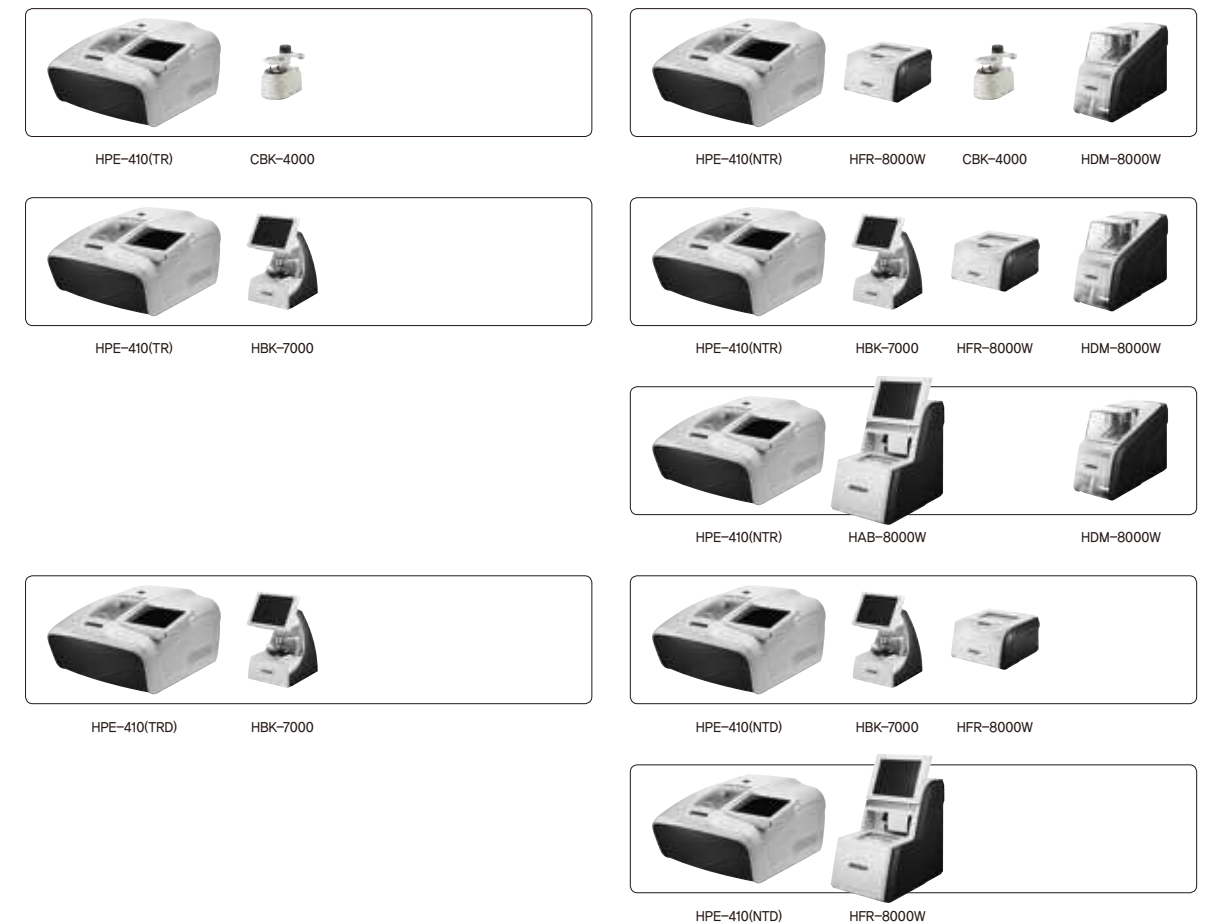 HPE-410(TR) CBK-4000
HPE-410(NTR) HFR-8000W CBK-4000 HDM-8000W
HPE-410(TR) HBK-7000
HPE-410(NTR) HBK-7000 HFR-8000W HDM-8000W
HPE-410(NTR) HAB-8000W HDM-8000W
HPE-410(TRD) HBK-7000
HPE-410(NTD) HBK-7000 HFR-8000W
HPE-410(NTD) HFR-8000W